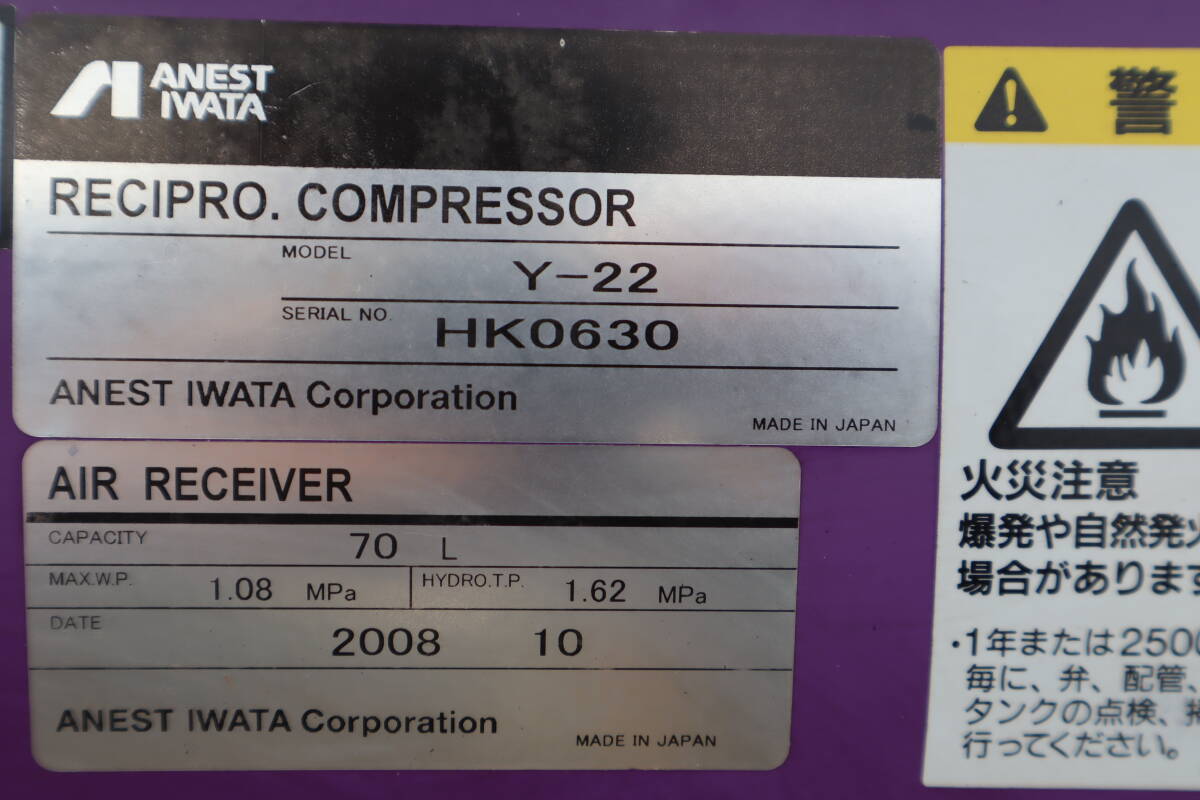 ANEST
IWATA
RECIPRO. COMPRESSOR
MODEL Y-22
SERIAL NO. HK0630
ANEST IWATA Corporation
MADE IN JAPAN
AIR RECEIVER
CAPACITY 70 L
MAX.W.P. 1.08 MPa HYDRO.T.P. 1.62 MPa
DATE 2008 10
ANEST IWATA Corporation
MADE IN JAPAN
警
火災注意
爆発や自然発火
場合があります
・1年または2500
毎に、弁、配管、
タンクの点検、
行ってください。